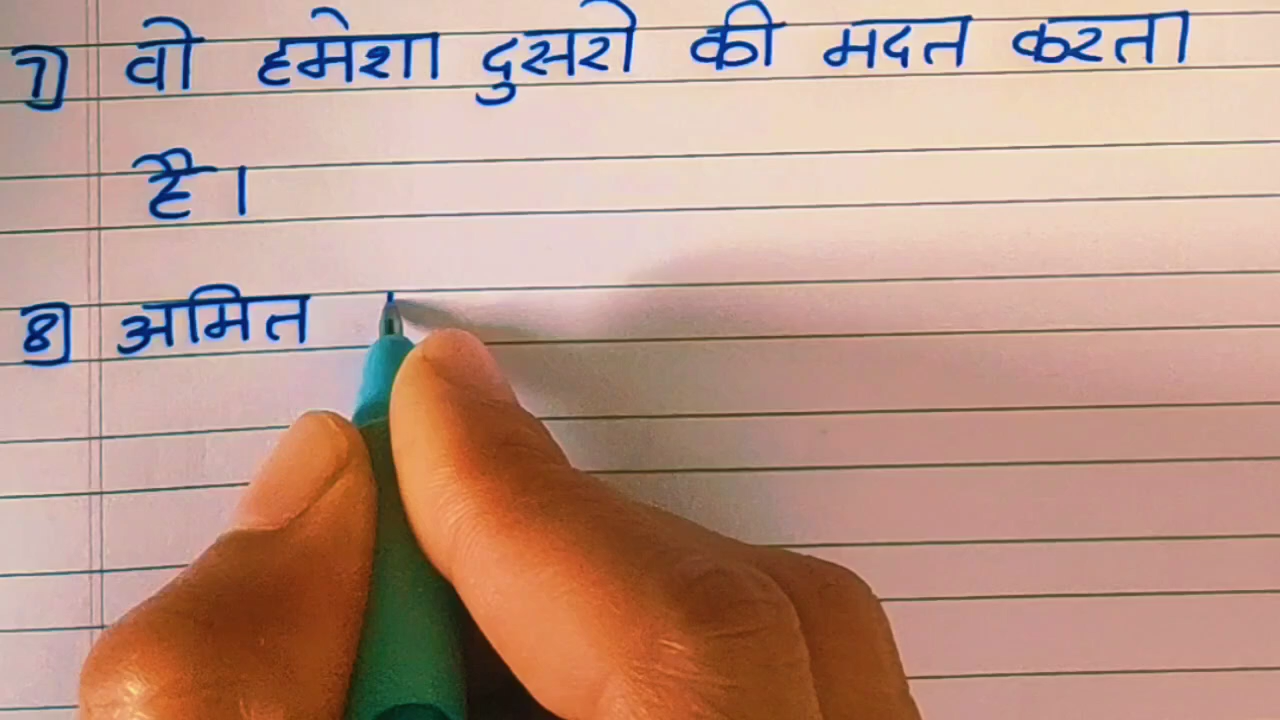 7) वो हमेशा दुसरो की मदत करता
है।
8) अमित